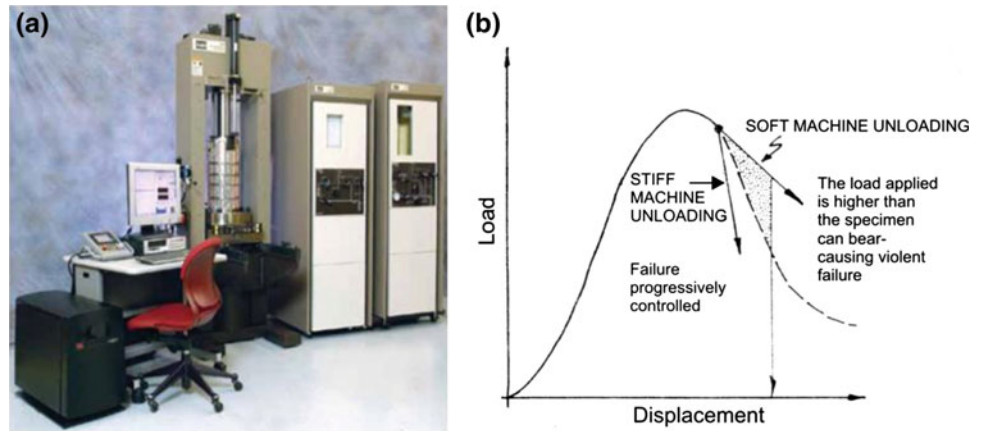 (a)
(b)
SOFT MACHINE UNLOADING
STIFF
MACHINE
UNLOADING
The load applied
is higher than
the specimen
can bear-
causing violent
failure
Failure
progressively
controlled
Load
Displacement